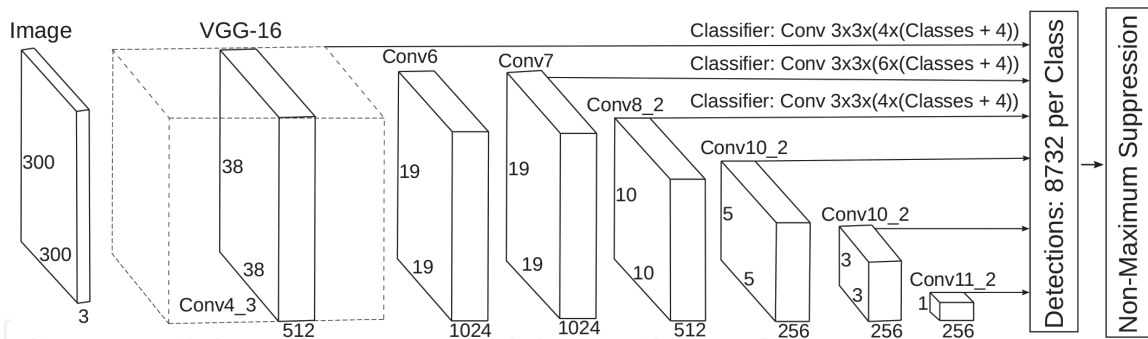 Image
VGG-16
Classifier: Conv 3x3x(4x(Classes + 4))
Conv6
Conv7
Classifier: Conv 3x3x(6x(Classes + 4))
Conv8_2
Classifier: Conv 3x3x(4x(Classes + 4))
Conv10_2
Conv10_2
Conv11_2
300
300
3
38
38
Conv4_3
512
19
19
1024
19
19
1024
10
10
512
5
5
256
3
3
256
1
256
Detections: 8732 per Class
Non-Maximum Suppression